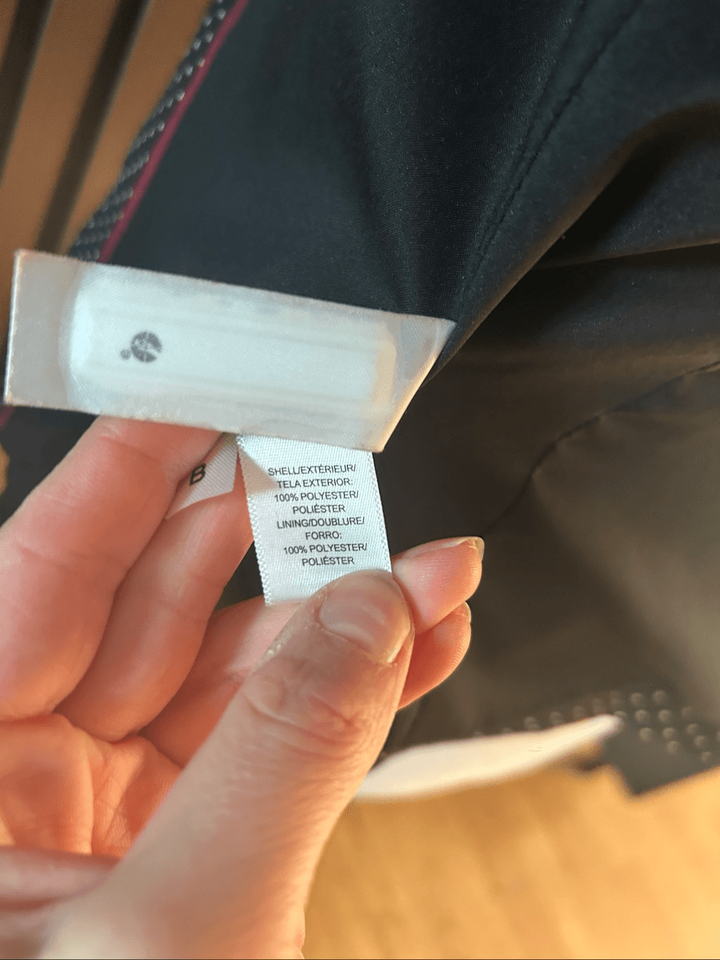 B
SHELL/EXTÉRIEUR/
TELA EXTERIOR:
100% POLYESTER/
POLIÉSTER
LINING/DOUBLURE/
FORRO:
100% POLYESTER/
POLIÉSTER